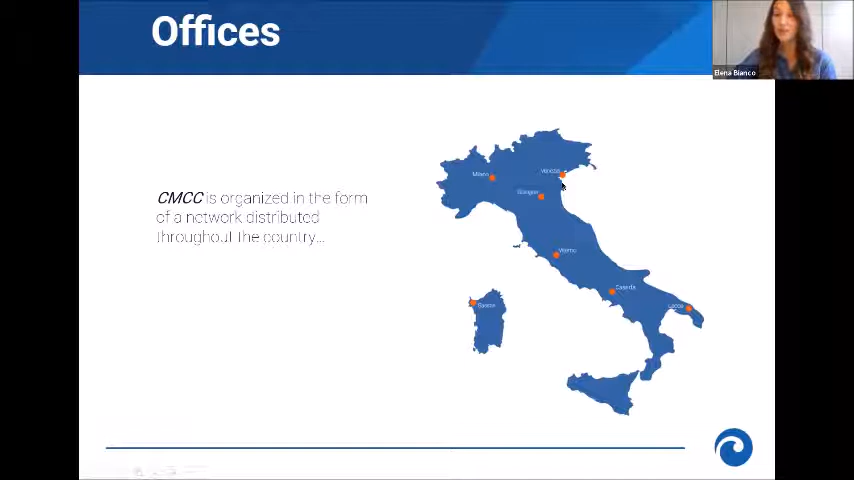 Offices
Elena Bianco
CMCC is organized in the form
of a network distributed
throughout the country...
Milano
Venezia
Bologna
Viterbo
Caserta
Lecce
Sassari